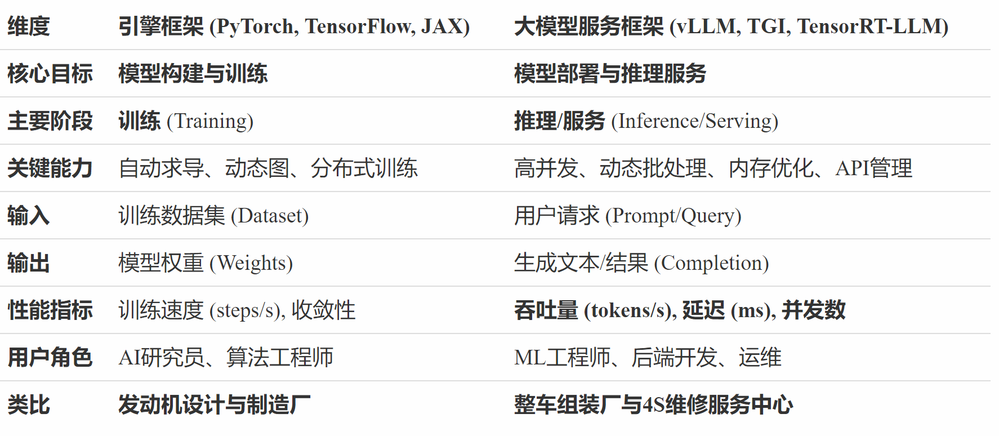 维度 引擎框架 (PyTorch, TensorFlow, JAX) 大模型服务框架 (vLLM, TGI, TensorRT-LLM)
核心目标 模型构建与训练 模型部署与推理服务
主要阶段 训练 (Training) 推理/服务 (Inference/Serving)
关键能力 自动求导、动态图、分布式训练 高并发、动态批处理、内存优化、API管理
输入 训练数据集 (Dataset) 用户请求 (Prompt/Query)
输出 模型权重 (Weights) 生成文本/结果 (Completion)
性能指标 训练速度 (steps/s), 收敛性 吞吐量 (tokens/s), 延迟 (ms), 并发数
用户角色 AI研究员、算法工程师 ML工程师、后端开发、运维
类比 发动机设计与制造厂 整车组装厂与4S维修服务中心